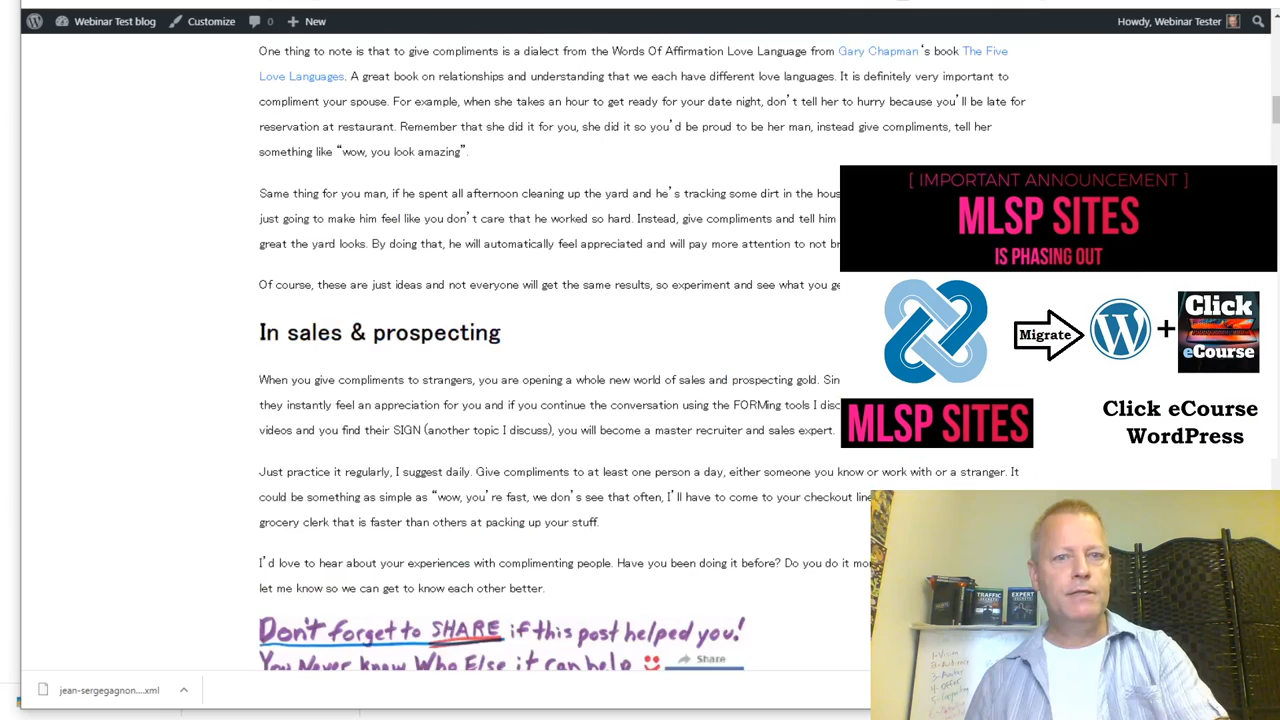 Webinar Test blog Customize 0 New Howdy, Webinar Tester
One thing to note is that to give compliments is a dialect from the Words Of Affirmation Love Language from Gary Chapman's book The Five
Love Languages. A great book on relationships and understanding that we each have different love languages. It is definitely very important to
compliment your spouse. For example, when she takes an hour to get ready for your date night, don't tell her to hurry because you'll be late for
reservation at restaurant. Remember that she did it for you, she did it so you'd be proud to be her man, instead give compliments, tell her
something like “wow, you look amazing”.
Same thing for you man, if he spent all afternoon cleaning up the yard and he's tracking some dirt in the hous
just going to make him feel like you don't care that he worked so hard. Instead, give compliments and tell him
great the yard looks. By doing that, he will automatically feel appreciated and will pay more attention to not br
Of course, these are just ideas and not everyone will get the same results, so experiment and see what you ge
In sales & prospecting
When you give compliments to strangers, you are opening a whole new world of sales and prospecting gold. Sinc
they instantly feel an appreciation for you and if you continue the conversation using the FORMing tools I disc
videos and you find their SIGN (another topic I discuss), you will become a master recruiter and sales expert.
Just practice it regularly, I suggest daily. Give compliments to at least one person a day, either someone you know or work with or a stranger. It
could be something as simple as “wow, you're fast, we don's see that often, I'll have to come to your checkout line
grocery clerk that is faster than others at packing up your stuff.
I'd love to hear about your experiences with complimenting people. Have you been doing it before? Do you do it mor
let me know so we can get to know each other better.
Don't forget to SHARE if this post helped you!
You Never know Who Else it can help
Share
jean-sergegagnon....xml
[ IMPORTANT ANNOUNCEMENT ]
MLSP SITES
IS PHASING OUT
Migrate
+
Click
eCourse
MLSP SITES
Click eCourse
WordPress
TRAFFIC
SECRETS
EXPERT
SECRETS